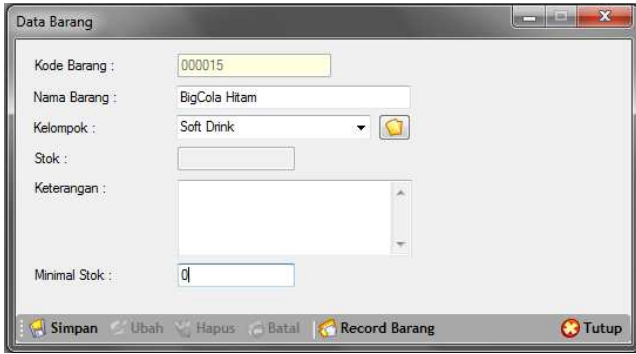 Data Barang
Kode Barang : 000015
Nama Barang : BigCola Hitam
Kelompok : Soft Drink
Stok :
Keterangan :
Minimal Stok : 0
Simpan Ubah Hapus Batal Record Barang Tutup